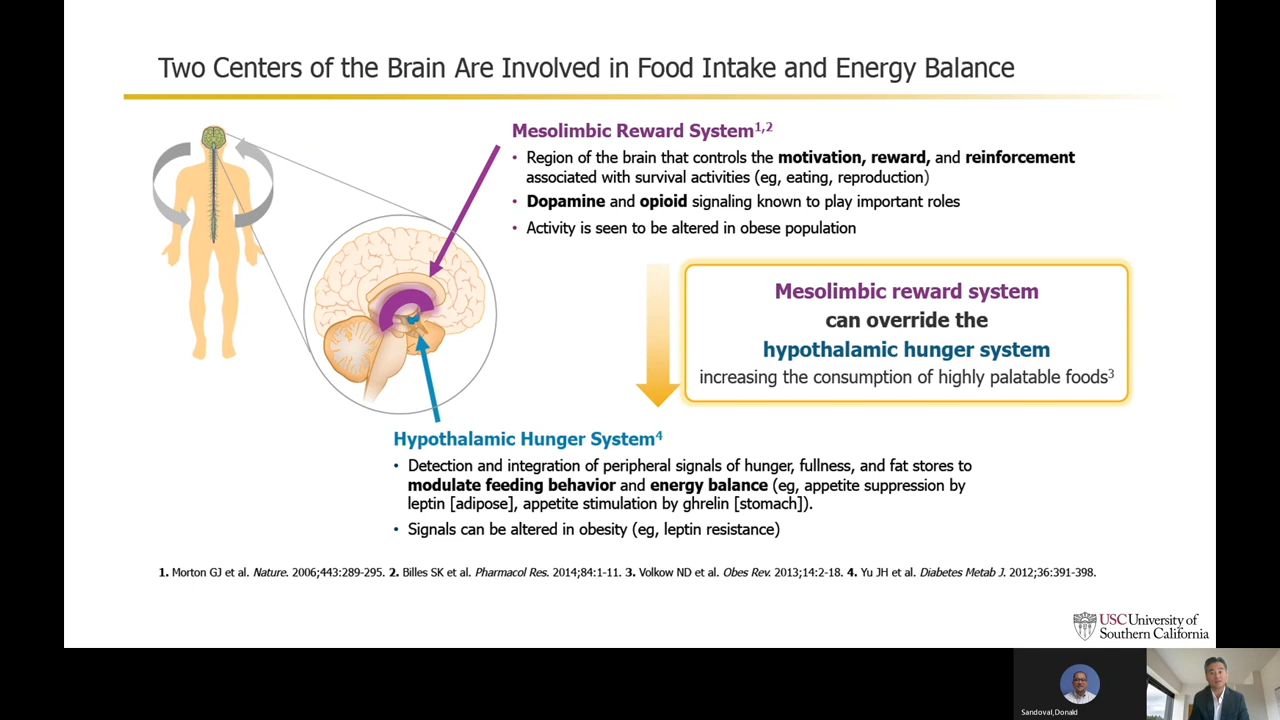 Two Centers of the Brain Are Involved in Food Intake and Energy Balance
Mesolimbic Reward System1,2
• Region of the brain that controls the motivation, reward, and reinforcement
associated with survival activities (eg, eating, reproduction)
• Dopamine and opioid signaling known to play important roles
• Activity is seen to be altered in obese population
Mesolimbic reward system
can override the
hypothalamic hunger system
increasing the consumption of highly palatable foods3
Hypothalamic Hunger System4
• Detection and integration of peripheral signals of hunger, fullness, and fat stores to
modulate feeding behavior and energy balance (eg, appetite suppression by
leptin [adipose], appetite stimulation by ghrelin [stomach]).
• Signals can be altered in obesity (eg, leptin resistance)
1. Morton GJ et al. Nature. 2006;443:289-295. 2. Billes SK et al. Pharmacol Res. 2014;84:1-11. 3. Volkow ND et al. Obes Rev. 2013;14:2-18. 4. Yu JH et al. Diabetes Metab J. 2012;36:391-398.
USC University of
Southern California
Sandoval,Donald